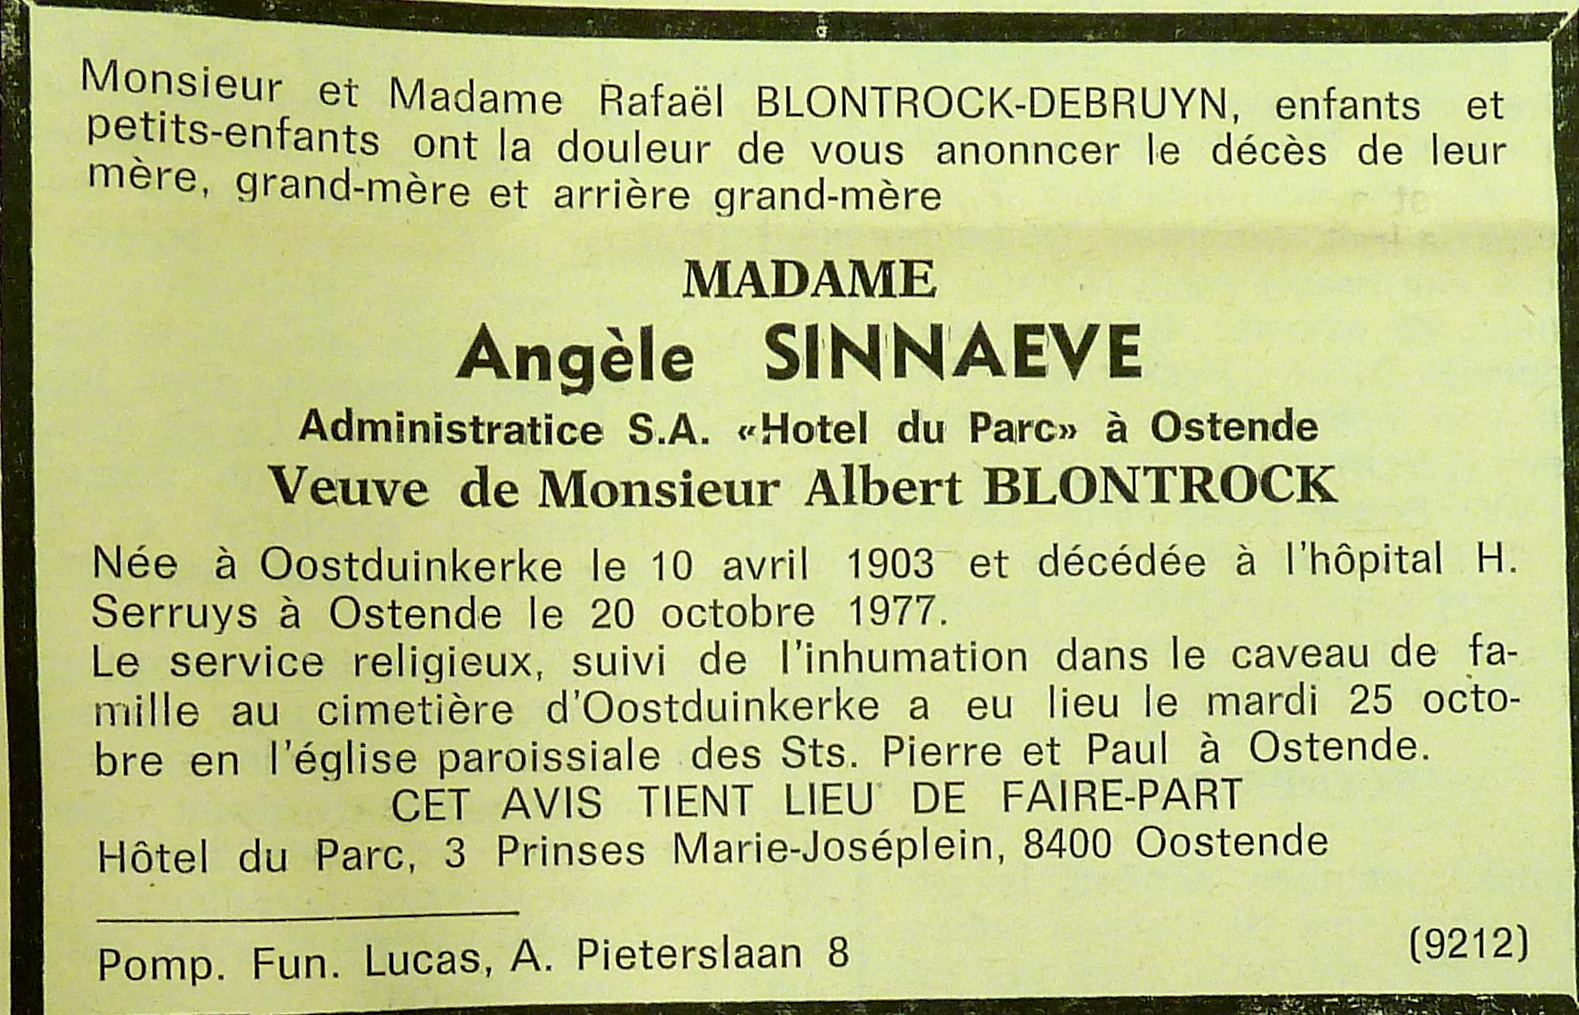 Monsieur et Madame Rafaël BLONTROCK-DEBRUYN, enfants et
petits-enfants ont la douleur de vous anonncer le décès de leur
mère, grand-mère et arrière grand-mère
MADAME
Angèle SINNAEVE
Administratice S.A. «Hotel du Parc» à Ostende
Veuve de Monsieur Albert BLONTROCK
Née à Oostduinkerke le 10 avril 1903 et décédée à l'hôpital H.
Serruys à Ostende le 20 octobre 1977.
Le service religieux, suivi de l'inhumation dans le caveau de fa-
mille au cimetière d'Oostduinkerke a eu lieu le mardi 25 octo-
bre en l'église paroissiale des Sts. Pierre et Paul à Ostende.
CET AVIS TIENT LIEU DE FAIRE-PART
Hôtel du Parc, 3 Prinses Marie-Joséplein, 8400 Oostende
Pomp. Fun. Lucas, A. Pieterslaan 8 (9212)